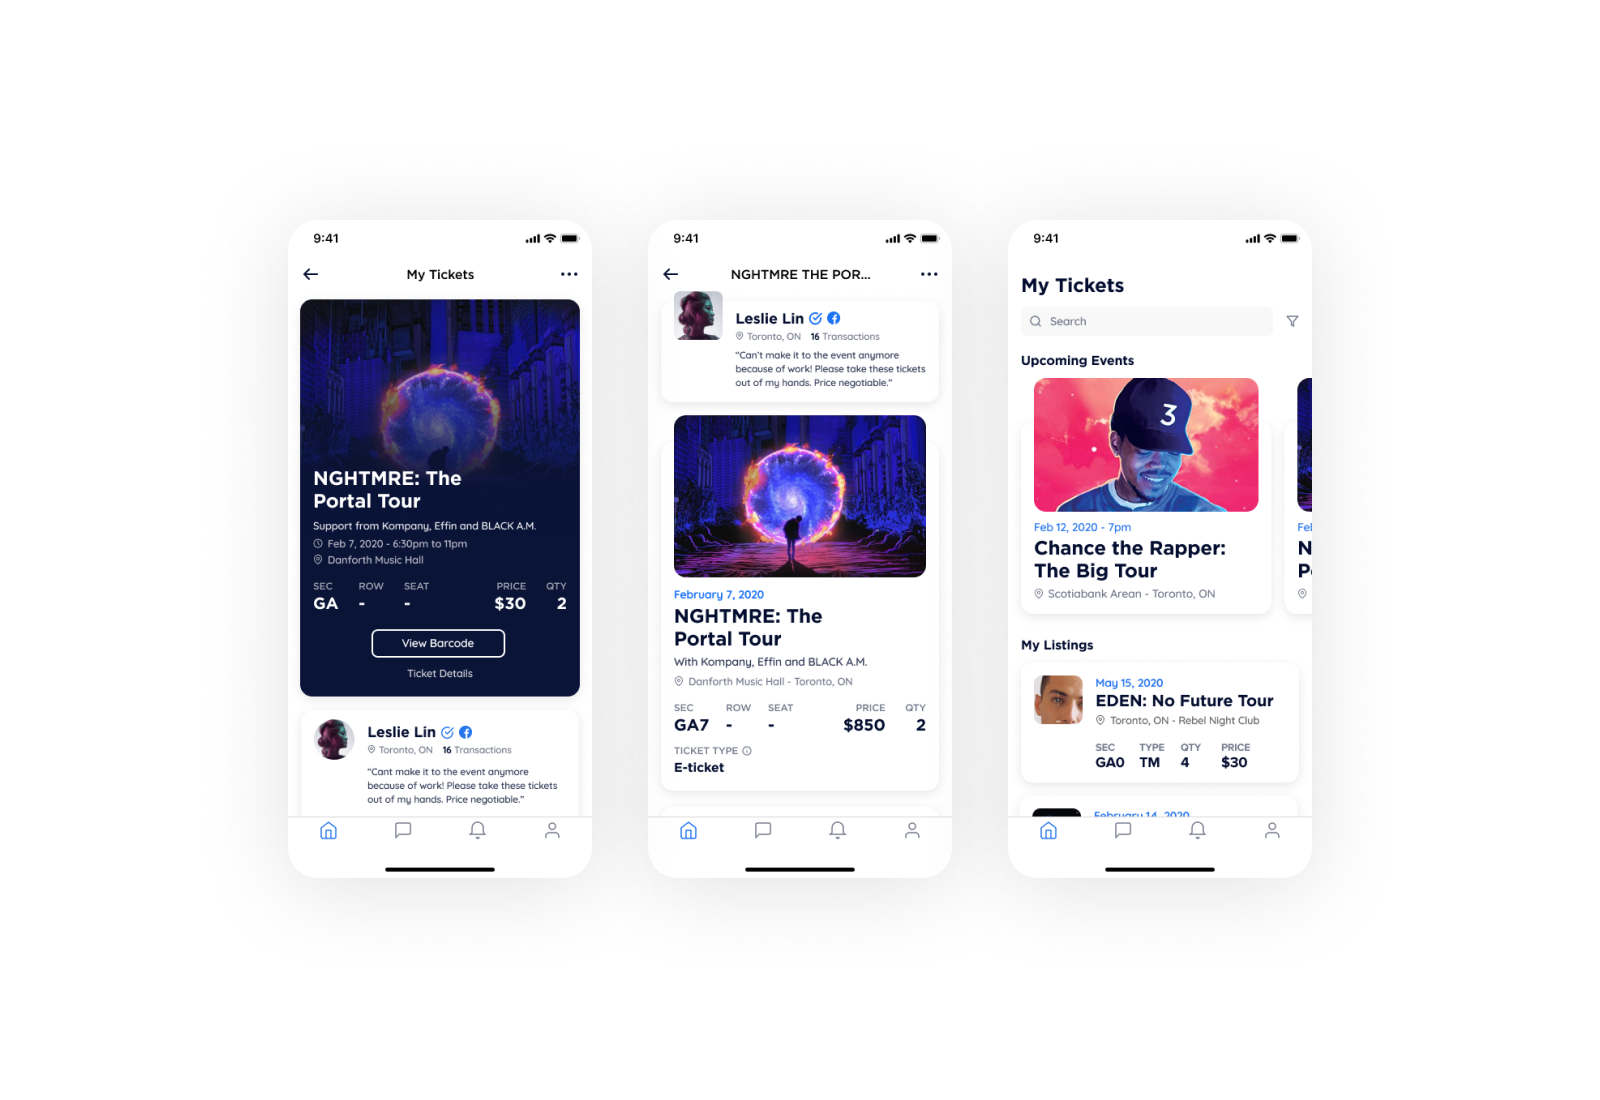 9:41
My Tickets
NGHTMRE: The
Portal Tour
Support from Kompany, Effin and BLACK A.M.
Feb 7, 2020 - 6:30pm to 11pm
Danforth Music Hall
SEC ROW SEAT PRICE QTY
GA - - $30 2
View Barcode
Ticket Details
Leslie Lin
Toronto, ON 16 Transactions
“Cant make it to the event anymore
because of work! Please take these tickets
out of my hands. Price negotiable.”
9:41
NGHTMRE THE POR...
Leslie Lin
Toronto, ON 16 Transactions
“Can’t make it to the event anymore
because of work! Please take these tickets
out of my hands. Price negotiable.”
February 7, 2020
NGHTMRE: The
Portal Tour
With Kompany, Effin and BLACK A.M.
Danforth Music Hall - Toronto, ON
SEC ROW SEAT PRICE QTY
GA7 - - $850 2
TICKET TYPE
E-ticket
9:41
My Tickets
Search
Upcoming Events
3
Feb 12, 2020 - 7pm
Chance the Rapper:
The Big Tour
Scotiabank Arean - Toronto, ON
My Listings
May 15, 2020
EDEN: No Future Tour
Toronto, ON - Rebel Night Club
SEC TYPE QTY PRICE
GA0 TM 4 $30
February 14, 2020